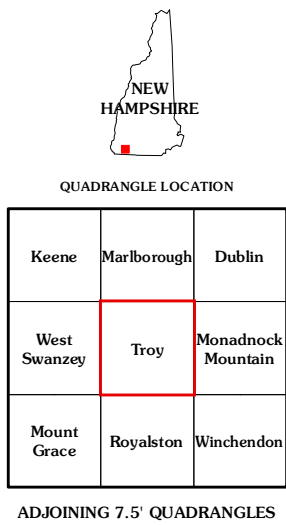 NEW
HAMPSHIRE
QUADRANGLE LOCATION
Keene
Marlborough
Dublin
West
Swanzey
Troy
Monadnock
Mountain
Mount
Grace
Royalston
Winchendon
ADJOINING 7.5' QUADRANGLES